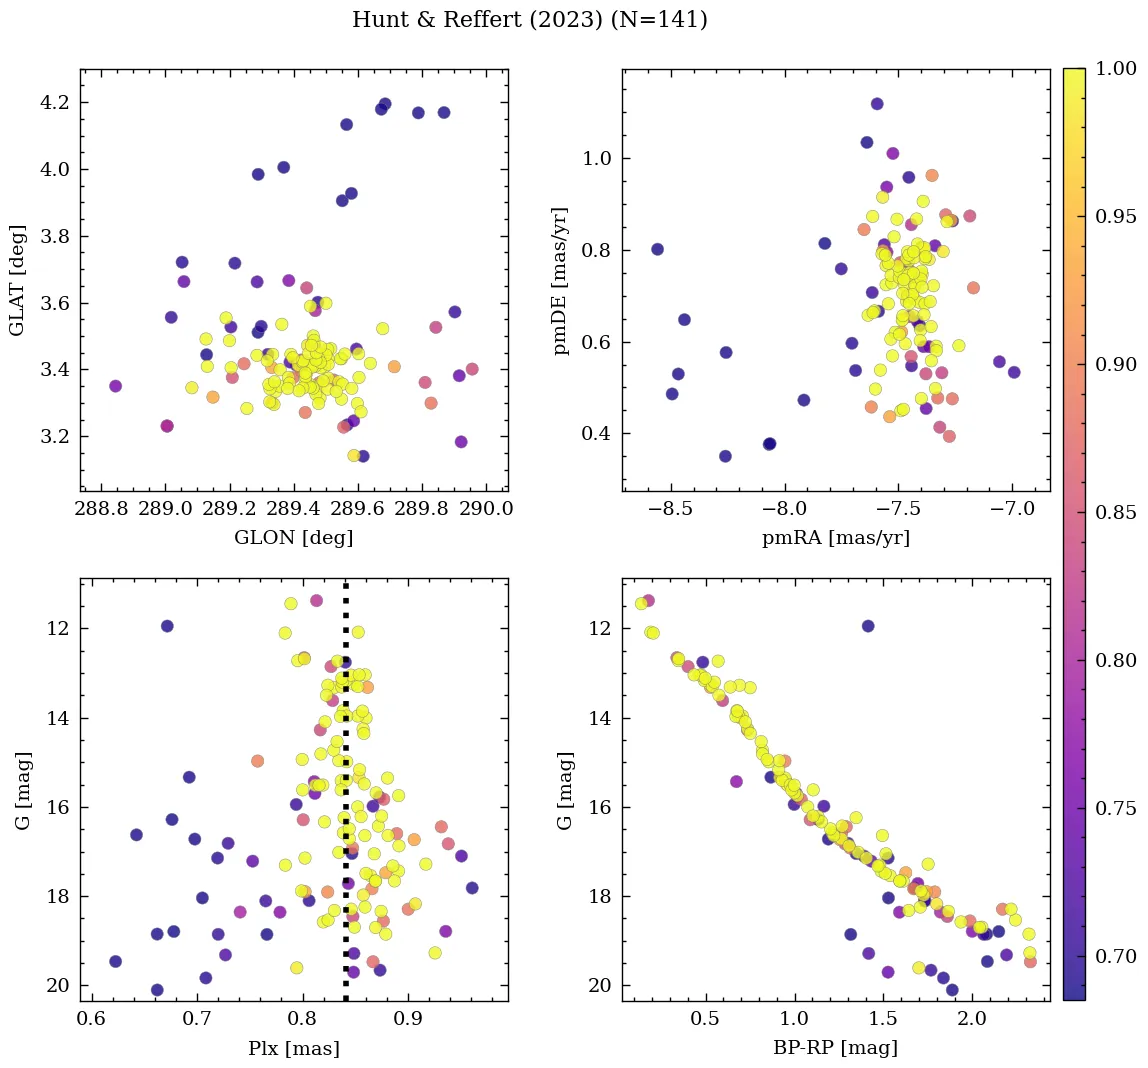 Hunt & Reffert (2023) (N=141)
4.2
4.0
3.8
3.6
3.4
3.2
GLAT [deg]
288.8 289.0 289.2 289.4 289.6 289.8 290.0
GLON [deg]
1.0
0.8
0.6
0.4
pmDE [mas/yr]
−8.5 −8.0 −7.5 −7.0
pmRA [mas/yr]
12
14
16
18
20
G [mag]
0.6 0.7 0.8 0.9
Plx [mas]
12
14
16
18
20
G [mag]
0.5 1.0 1.5 2.0
BP-RP [mag]
1.00
0.95
0.90
0.85
0.80
0.75
0.70